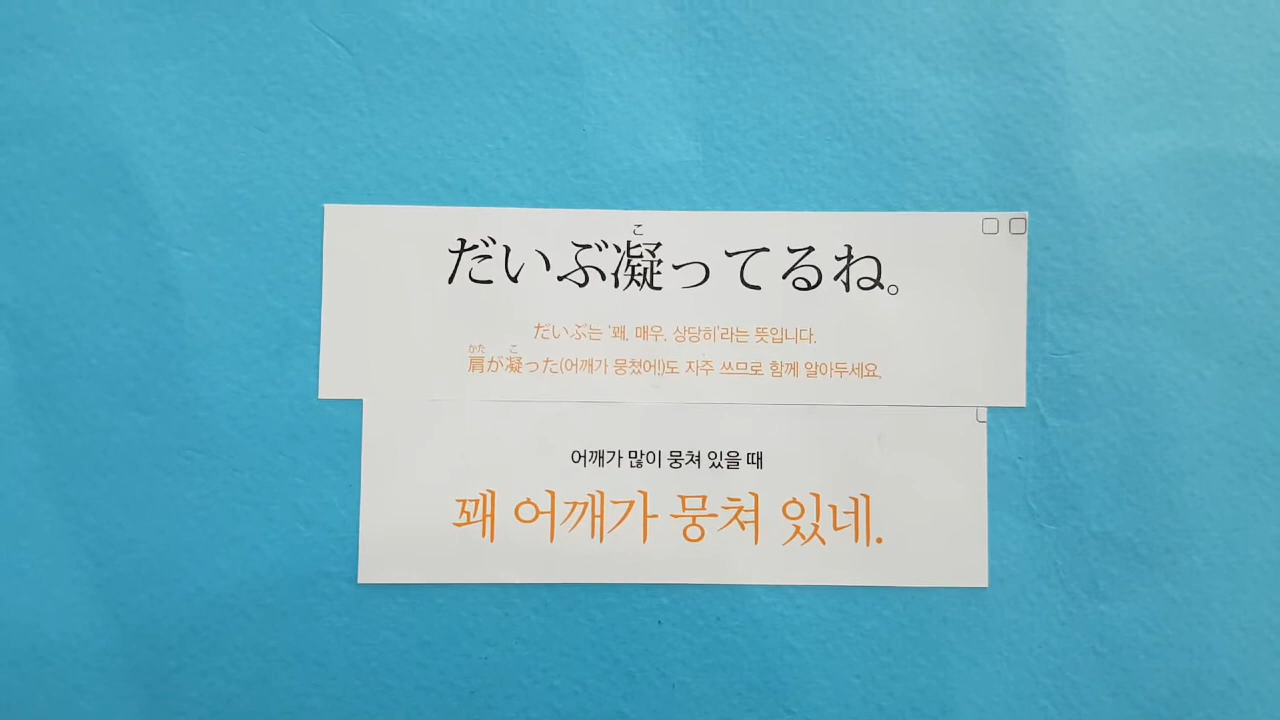 こ
だいぶ凝ってるね。
だいぶ는 '꽤, 매우, 상당히'라는 뜻입니다.
かた こ
肩が凝った(어깨가 뭉쳤어!)도 자주 쓰므로 함께 알아두세요.
어깨가 많이 뭉쳐 있을 때
꽤 어깨가 뭉쳐 있네.